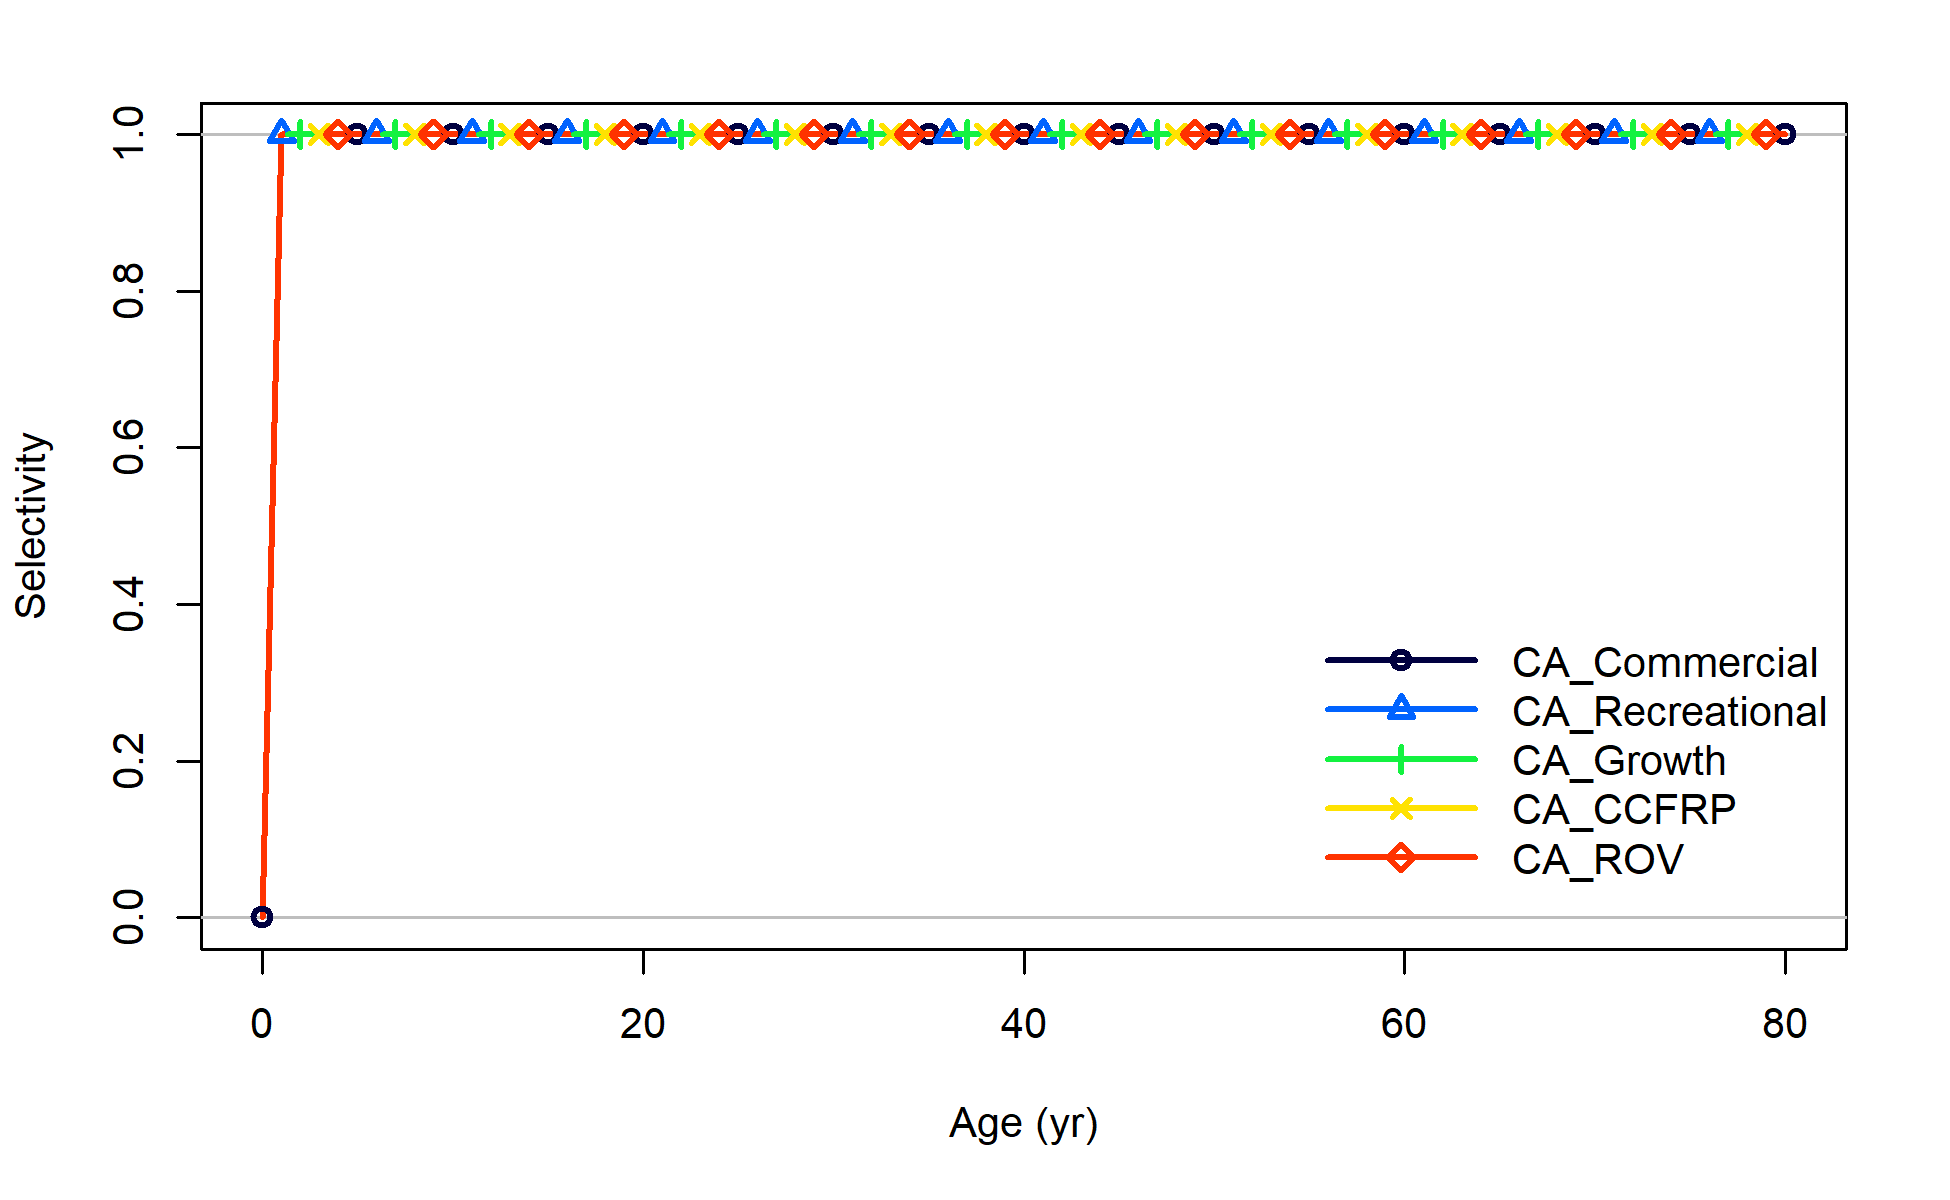 Selectivity
1.0
0.8
0.6
0.4
0.2
0.0
CA_Commercial
CA_Recreational
CA_Growth
CA_CCFRP
CA_ROV
0 20 40 60 80
Age (yr)